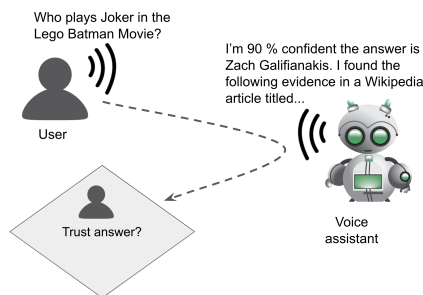 Who plays Joker in the
Lego Batman Movie?
I'm 90 % confident the answer is
Zach Galifianakis. I found the
following evidence in a Wikipedia
article titled...
User
Trust answer?
Voice
assistant